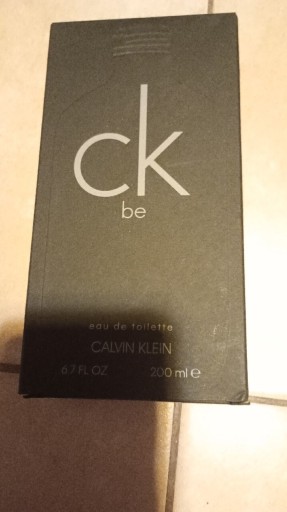 ck
be
eau de toilette
CALVIN KLEIN
6.7 FL OZ 200 ml ℮